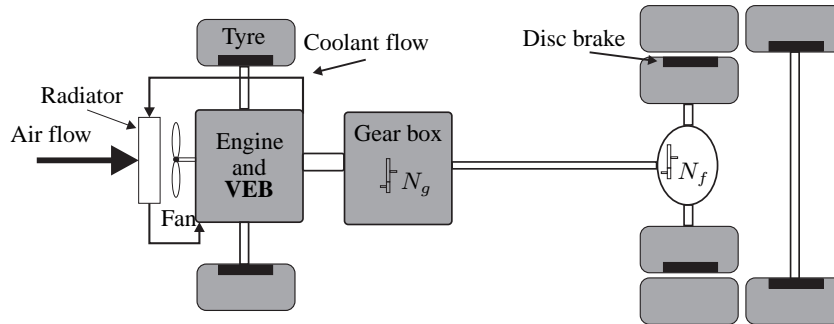 Tyre
Coolant flow
Disc brake
Radiator
Air flow
Engine
and
VEB
Gear box
N_g
N_f
Fan